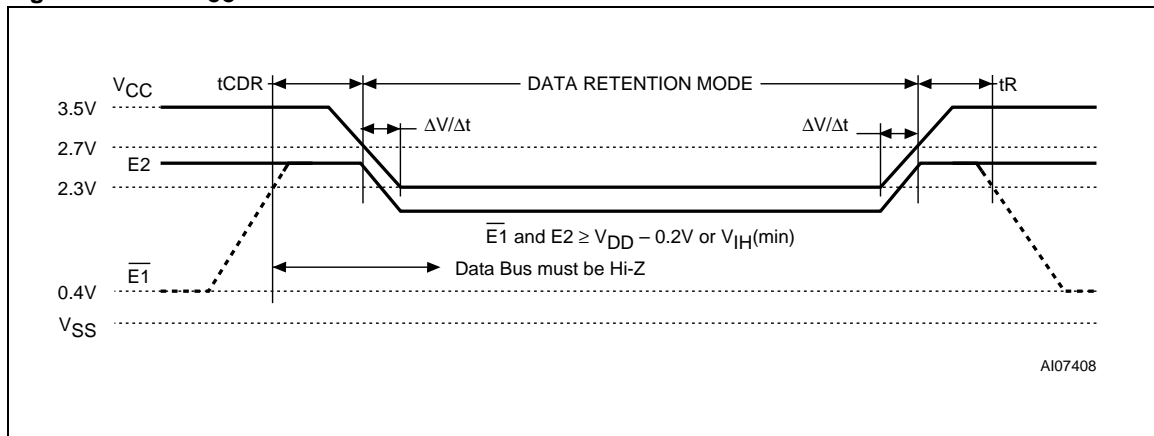 VCC
tCDR
DATA RETENTION MODE
tR
3.5V
ΔV/Δt
ΔV/Δt
2.7V
E2
2.3V
E1̅ and E2 ≥ VDD – 0.2V or VIH(min)
E1̅
Data Bus must be Hi-Z
0.4V
VSS
AI07408